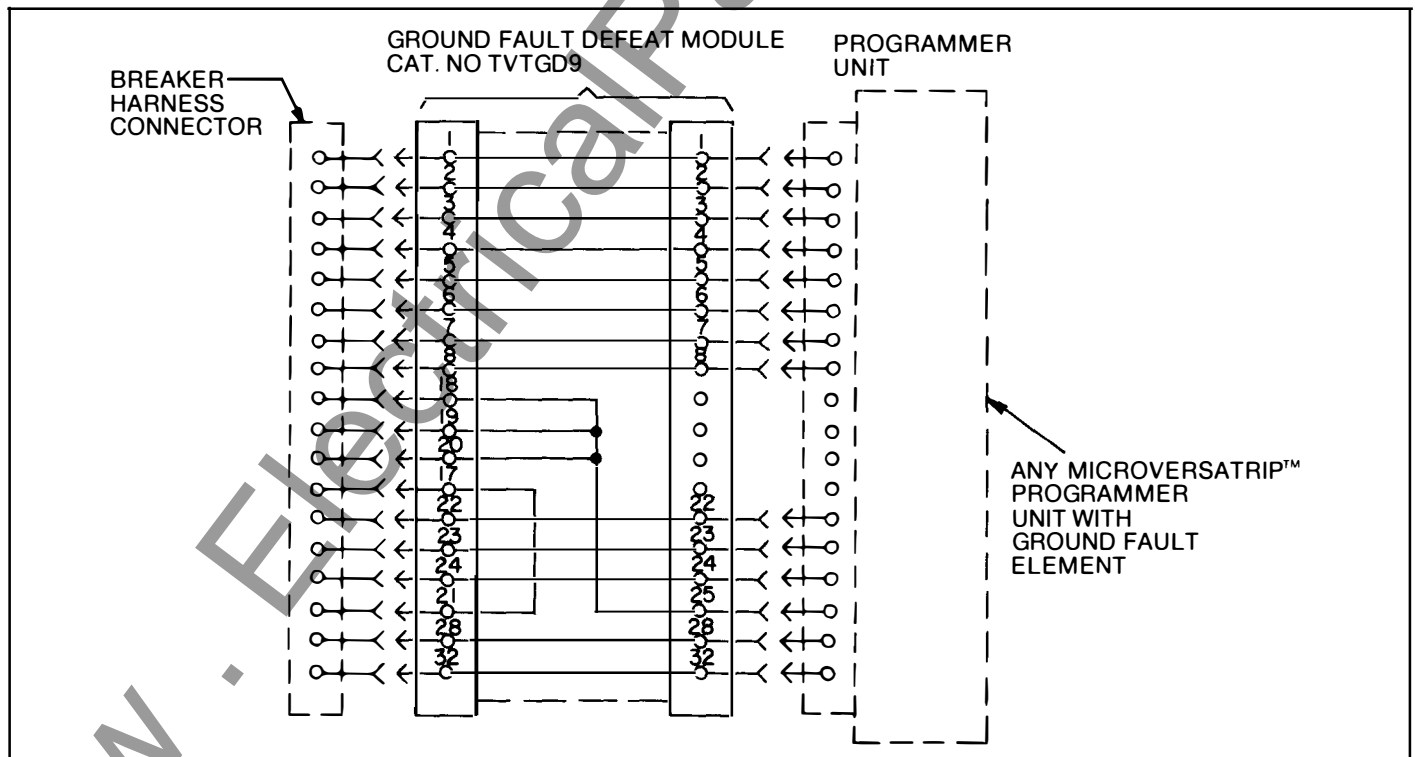 GROUND FAULT DEFEAT MODULE
CAT. NO TVTGD9
PROGRAMMER
UNIT
BREAKER
HARNESS
CONNECTOR
1 1
2 2
3 3
4 4
5 5
6 6
7 7
8 8
18
19
20
17
22 22
23 23
24 24
21 25
28 28
32 32
ANY MICROVERSATRIP™
PROGRAMMER
UNIT WITH
GROUND FAULT
ELEMENT
w . ElectricalP